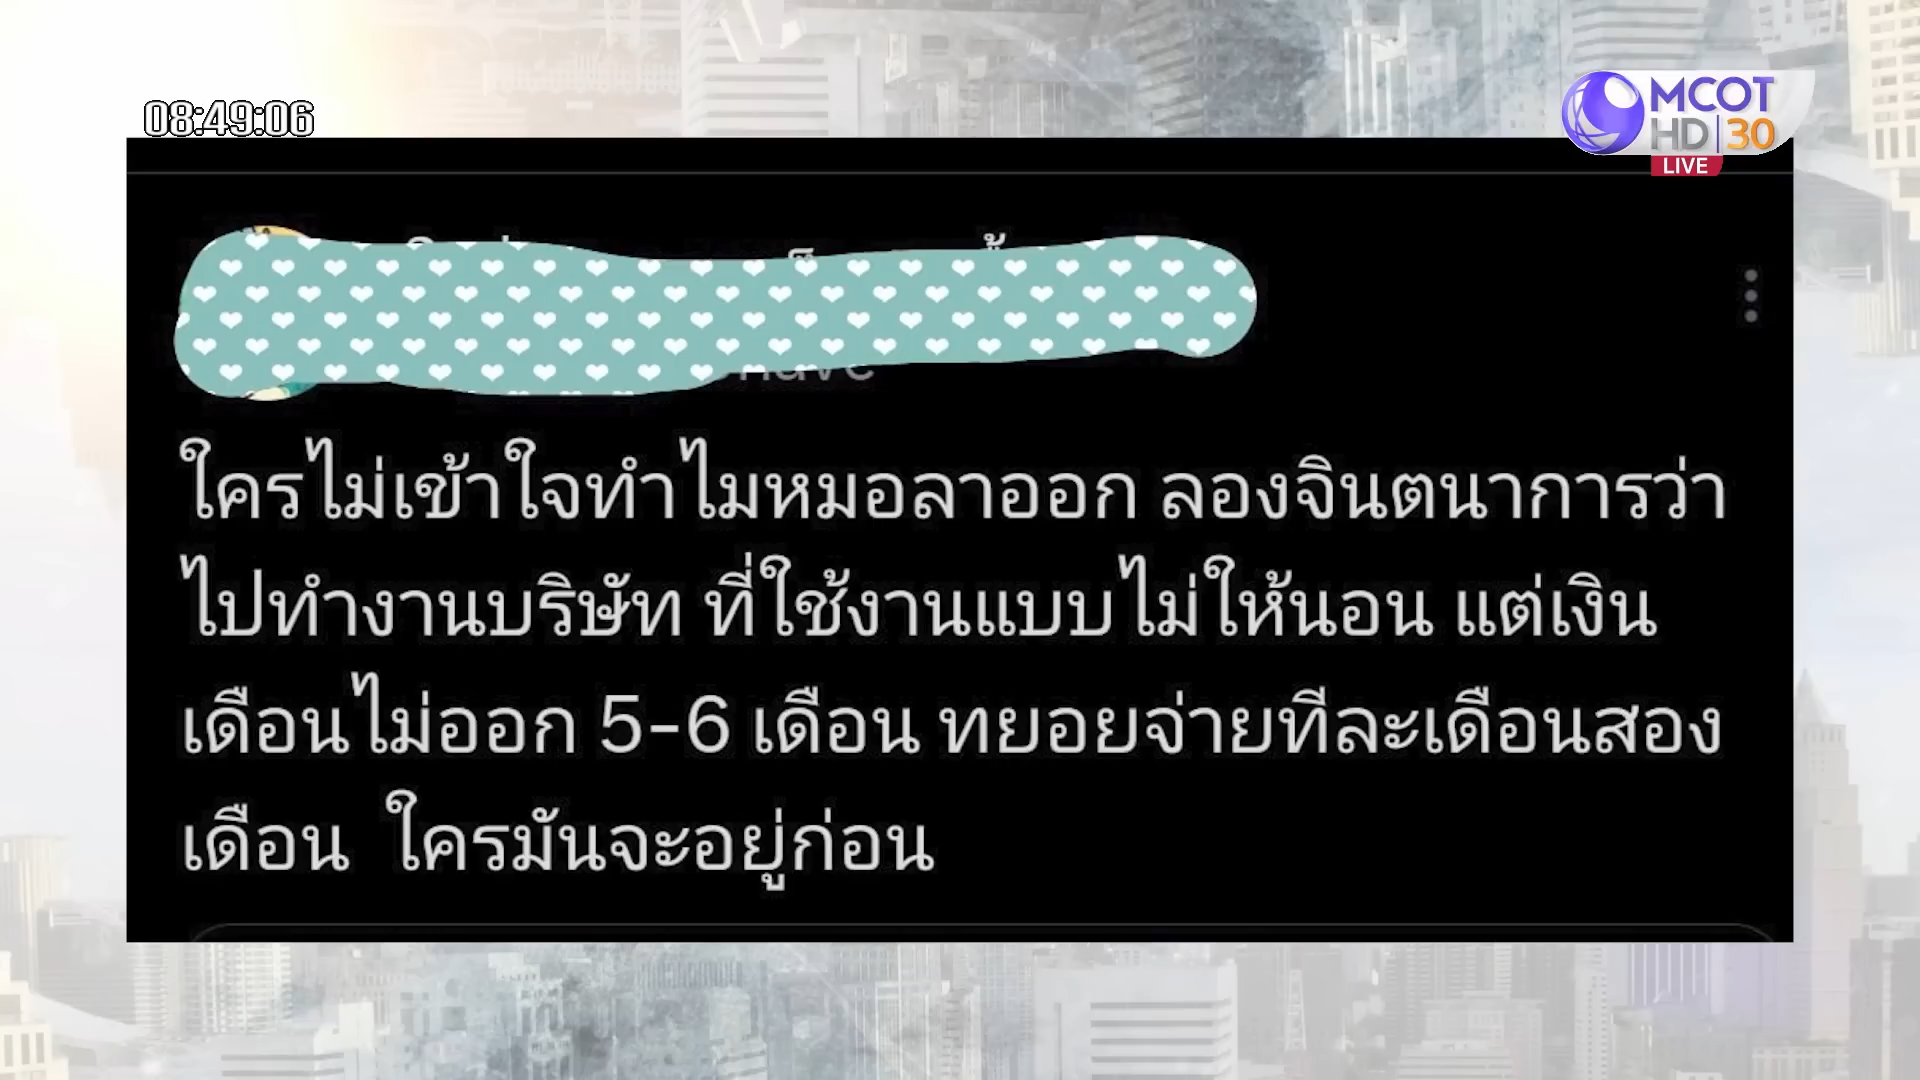 08:49:06
MCOT
HD 30
LIVE
ใครไม่เข้าใจทำไมหมอลาออก ลองจินตนาการว่า
ไปทำงานบริษัท ที่ใช้งานแบบไม่ให้นอน แต่เงิน
เดือนไม่ออก 5-6 เดือน ทยอยจ่ายทีละเดือนสอง
เดือน ใครมันจะอยู่ก่อน